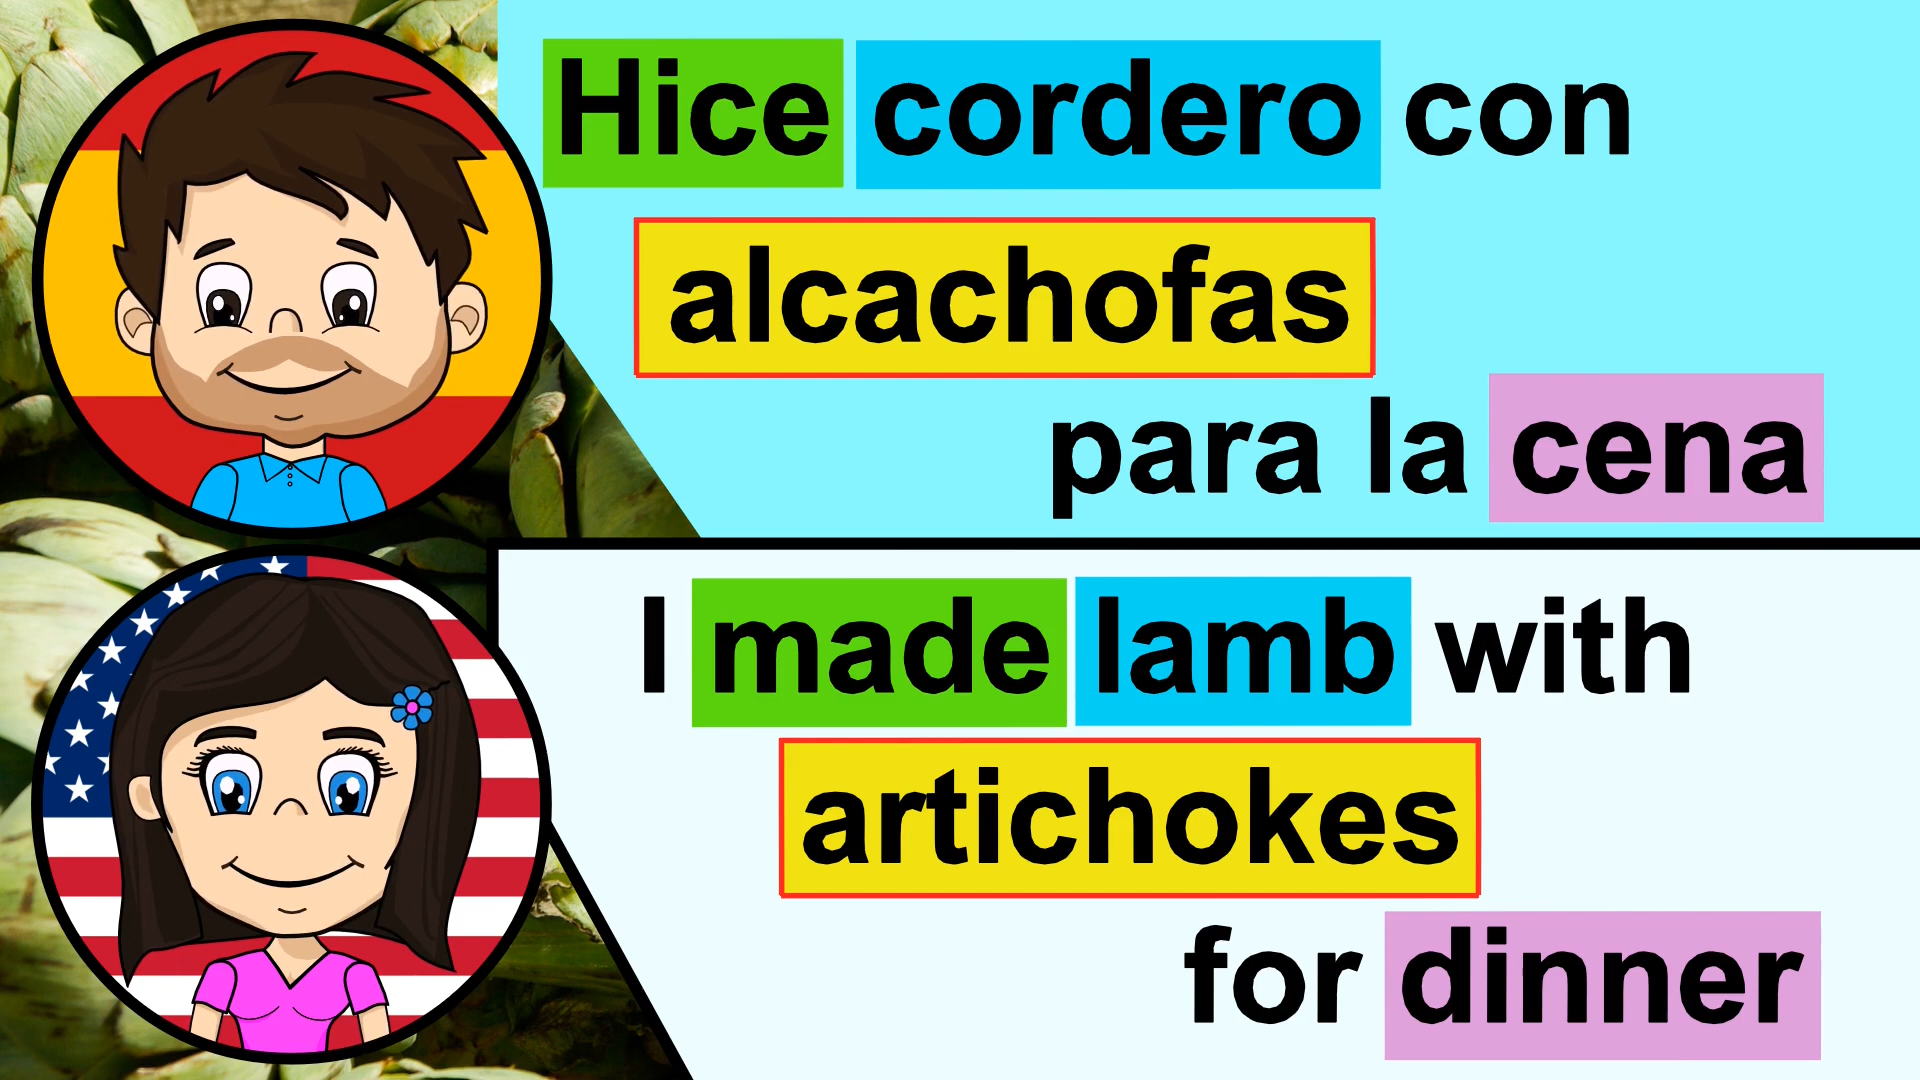 Hice cordero con
alcachofas
para la cena
I made lamb with
artichokes
for dinner